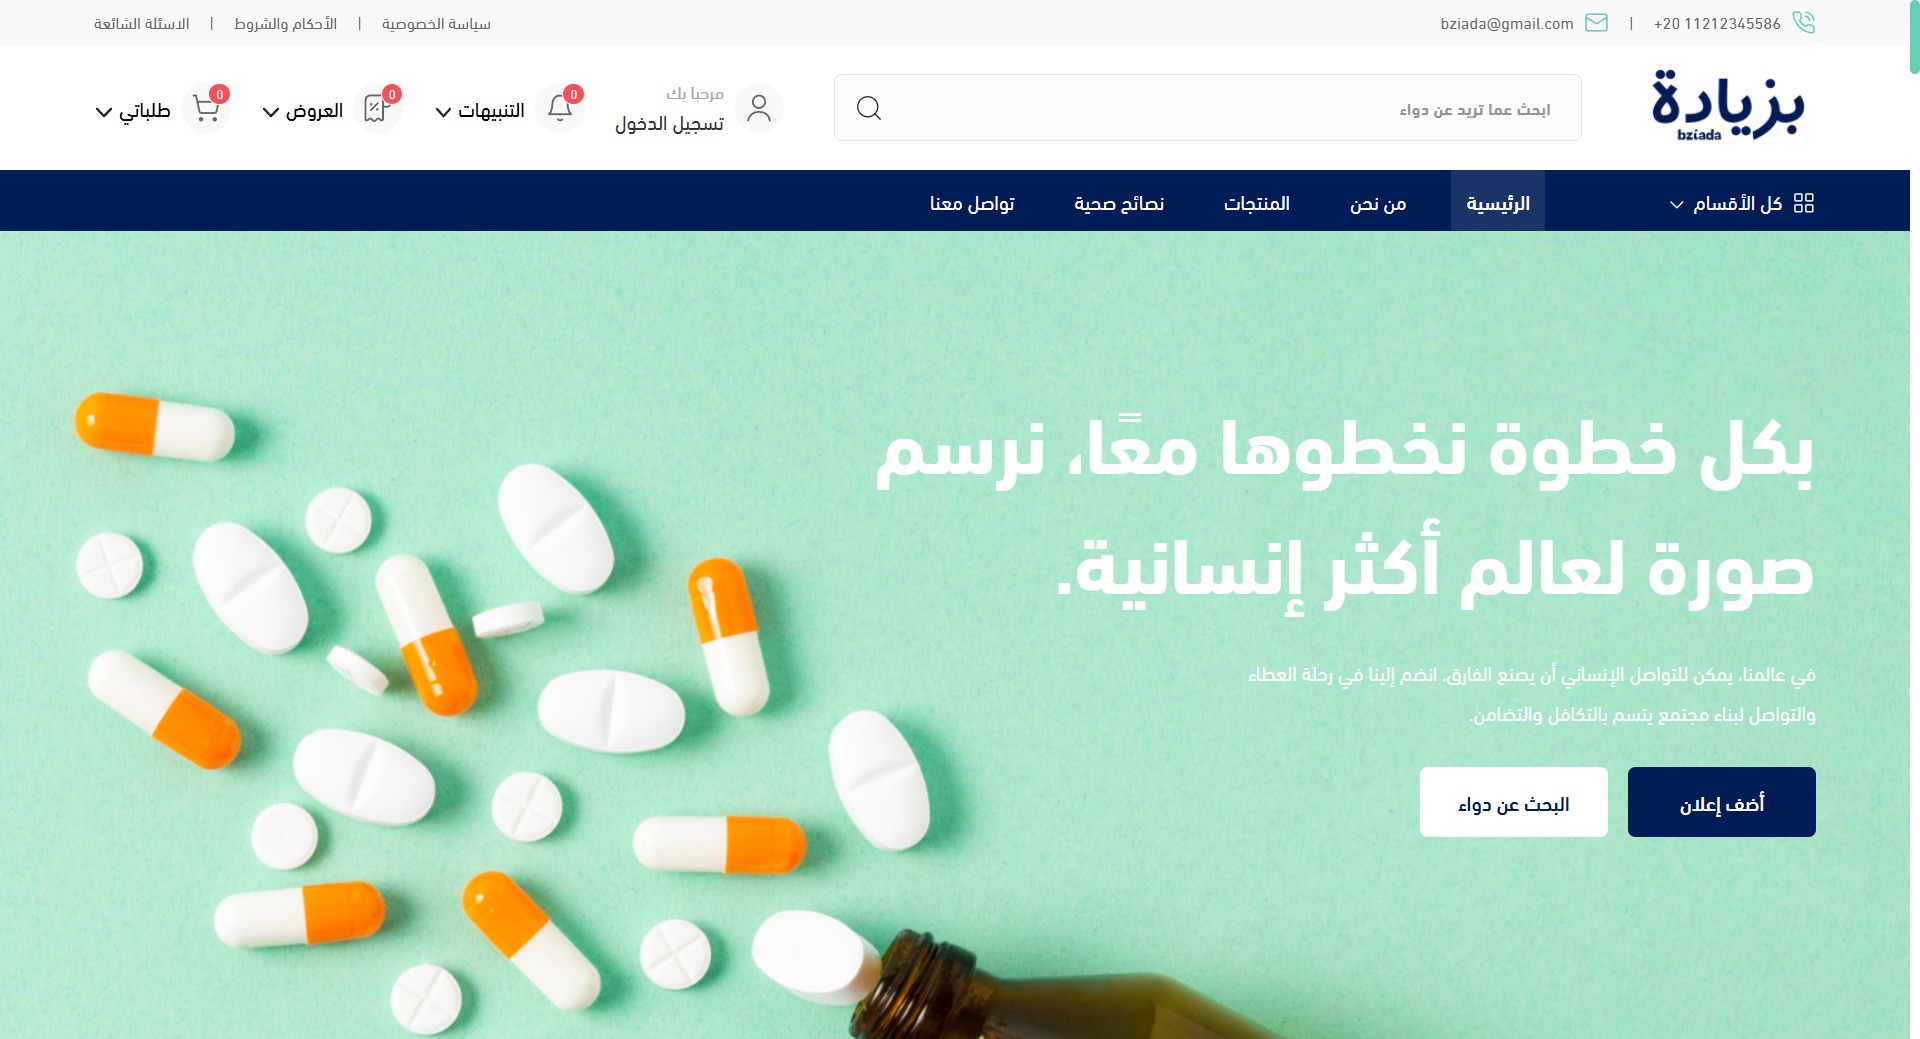 +20 11212345586 | bziada@gmail.com
سياسة الخصوصية | الأحكام والشروط | الاسئلة الشائعة
بزيادة
bziada
ابحث عما تريد عن دواء
مرحبا بك
تسجيل الدخول
0
التنبيهات
0
العروض
0
طلباتي
كل الأقسام
الرئيسية
من نحن
المنتجات
نصائح صحية
تواصل معنا
بكل خطوة نخطوها معًا، نرسم
صورة لعالم أكثر إنسانية.
في عالمنا، يمكن للتواصل الإنساني أن يصنع الفارق. انضم إلينا في رحلة العطاء
والتواصل لبناء مجتمع يتسم بالتكافل والتضامن.
أضف إعلان
البحث عن دواء